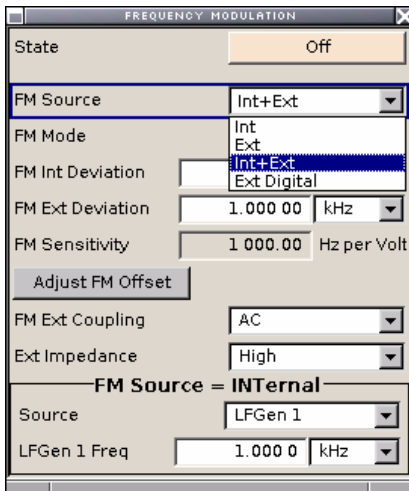 FREQUENCY MODULATION
State Off
FM Source Int+Ext
Int
FM Mode
Ext
Int+Ext
FM Int Deviation
Ext Digital
FM Ext Deviation 1.000 00 kHz
FM Sensitivity 1 000.00 Hz per Volt
Adjust FM Offset
FM Ext Coupling AC
Ext Impedance High
FM Source = INTernal
Source LFGen 1
LFGen 1 Freq 1.000 0 kHz